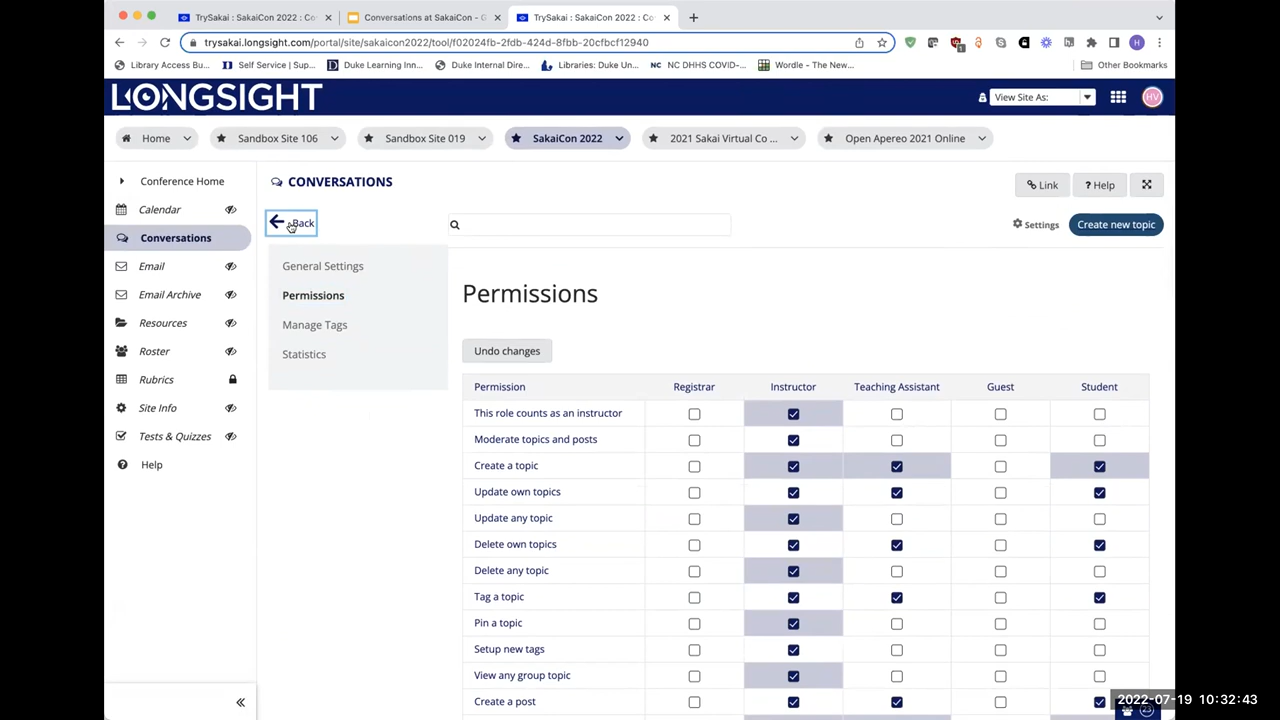 TrySakai : SakaiCon 2022 : Co
Conversations at SakaiCon - G
TrySakai : SakaiCon 2022 : Co
trysakai.longsight.com/portal/site/sakaicon2022/tool/f02024fb-2fdb-424d-8fbb-20cfbcf12940
Library Access Bu...
Self Service | Sup...
Duke Learning Inn...
Duke Internal Dire...
Libraries: Duke Un...
NC DHHS COVID-...
Wordle - The New...
Other Bookmarks
LONGSIGHT
View Site As:
HV
Home
Sandbox Site 106
Sandbox Site 019
SakaiCon 2022
2021 Sakai Virtual Co ...
Open Apereo 2021 Online
Conference Home
Calendar
Conversations
Email
Email Archive
Resources
Roster
Rubrics
Site Info
Tests & Quizzes
Help
CONVERSATIONS
Link
? Help
Back
Settings
Create new topic
General Settings
Permissions
Manage Tags
Statistics
Permissions
Undo changes
Permission Registrar Instructor Teaching Assistant Guest Student
This role counts as an instructor
Moderate topics and posts
Create a topic
Update own topics
Update any topic
Delete own topics
Delete any topic
Tag a topic
Pin a topic
Setup new tags
View any group topic
Create a post
2022-07-19 10:32:43